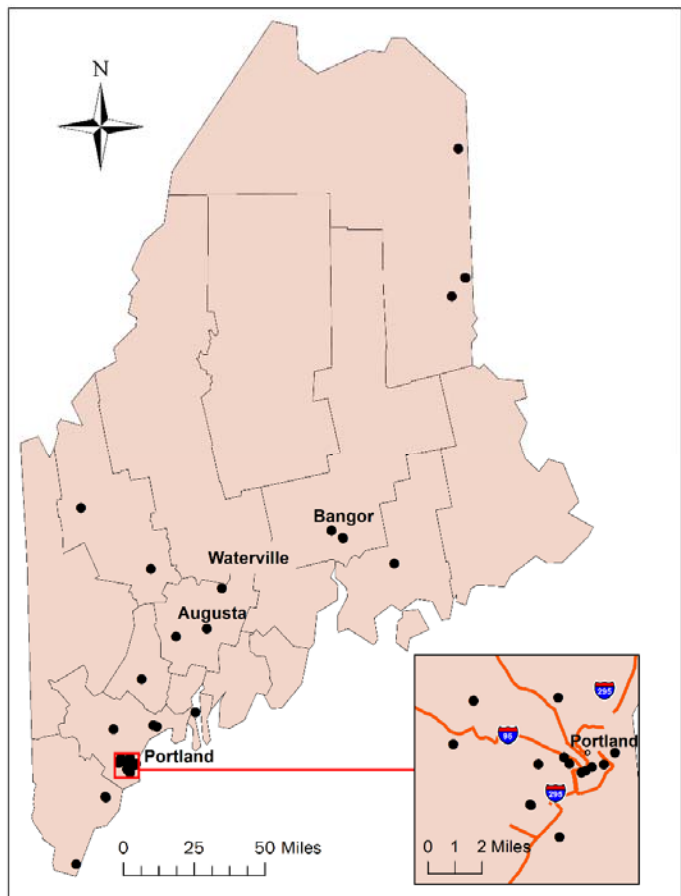 N
Bangor
Waterville
Augusta
Portland
0 25 50 Miles
295
95
Portland
295
0 1 2 Miles